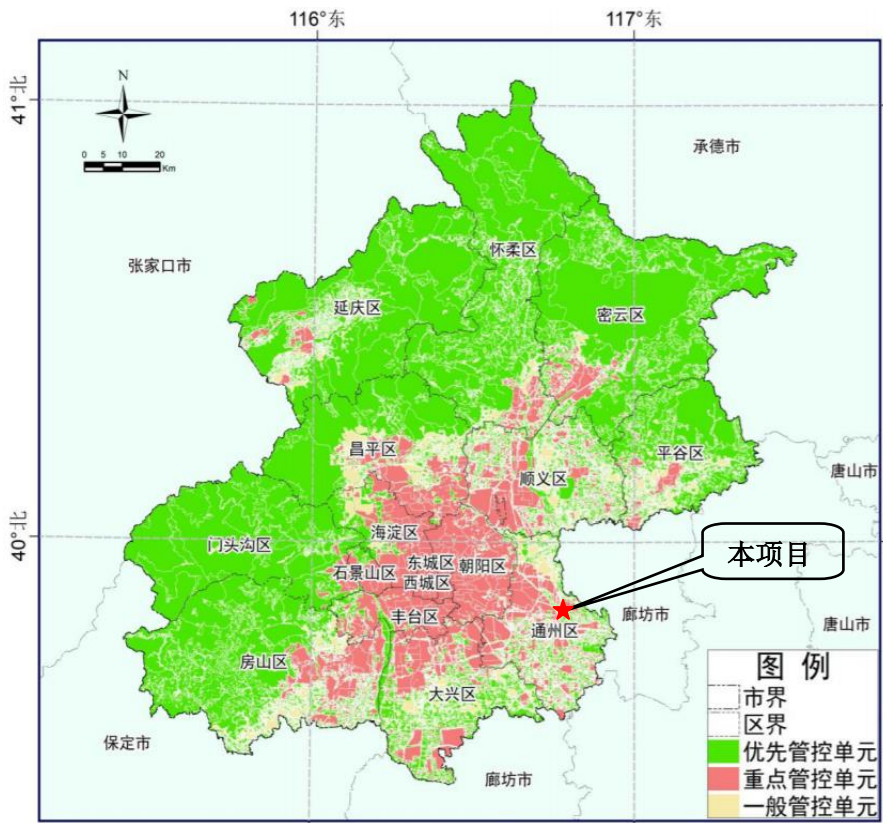 116°东
117°东
41°北
N
0 5 10 20
Km
承德市
怀柔区
张家口市
延庆区
密云区
昌平区
平谷区
顺义区
唐山市
海淀区
门头沟区
东城区
朝阳区
本项目
40°北
石景山区
西城区
丰台区
通州区
廊坊市
唐山市
房山区
大兴区
保定市
廊坊市
图 例
市界
区界
优先管控单元
重点管控单元
一般管控单元